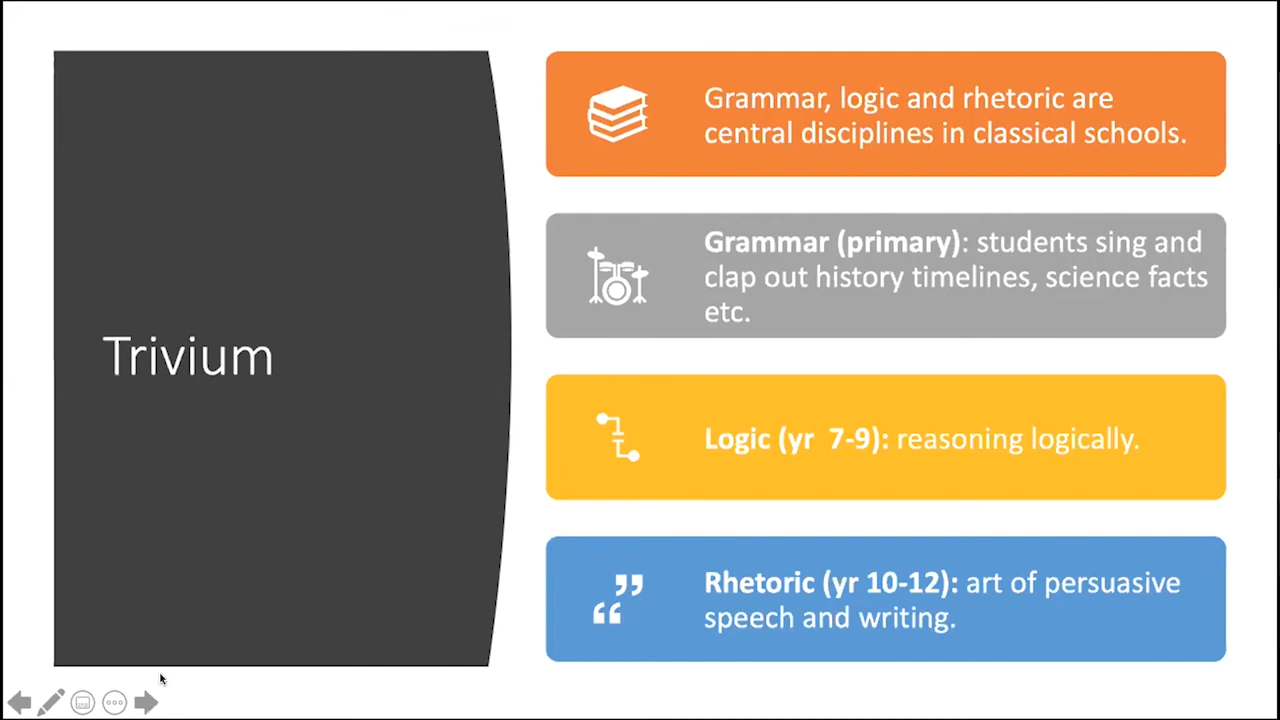 Trivium
Grammar, logic and rhetoric are
central disciplines in classical schools.
Grammar (primary): students sing and
clap out history timelines, science facts
etc.
Logic (yr  7-9): reasoning logically.
Rhetoric (yr 10-12): art of persuasive
speech and writing.